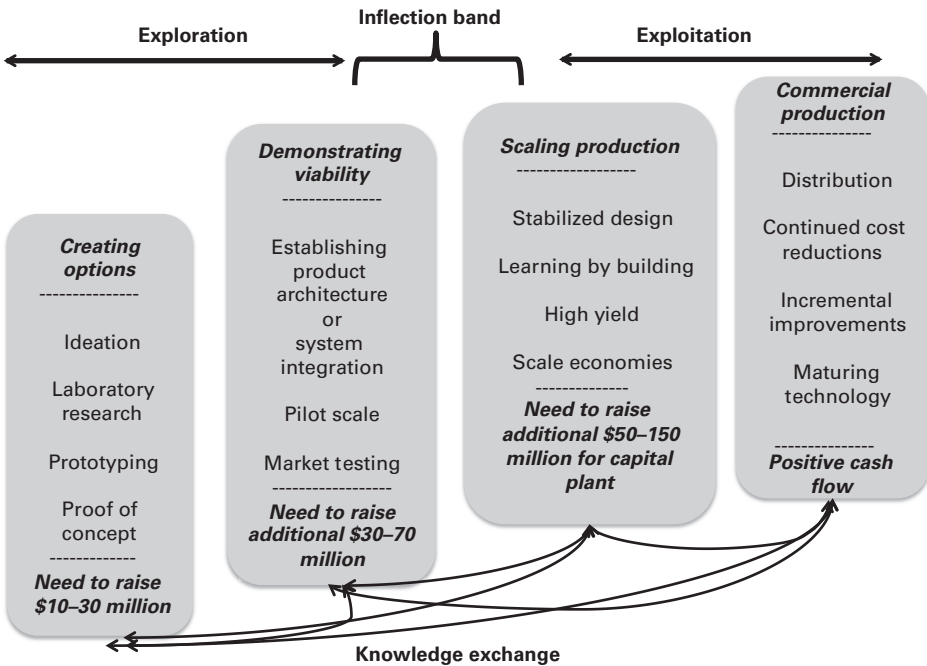 Inflection band
Exploration
Exploitation
Creating
options
---------------
Ideation
Laboratory
research
Prototyping
Proof of
concept
-------------
Need to raise
$10–30 million
Demonstrating
viability
---------------
Establishing
product
architecture
or
system
integration
Pilot scale
Market testing
------------------
Need to raise
additional $30–70
million
Scaling production
------------------
Stabilized design
Learning by building
High yield
Scale economies
--------------
Need to raise
additional $50–150
million for capital
plant
Commercial
production
---------------
Distribution
Continued cost
reductions
Incremental
improvements
Maturing
technology
---------------
Positive cash
flow
Knowledge exchange